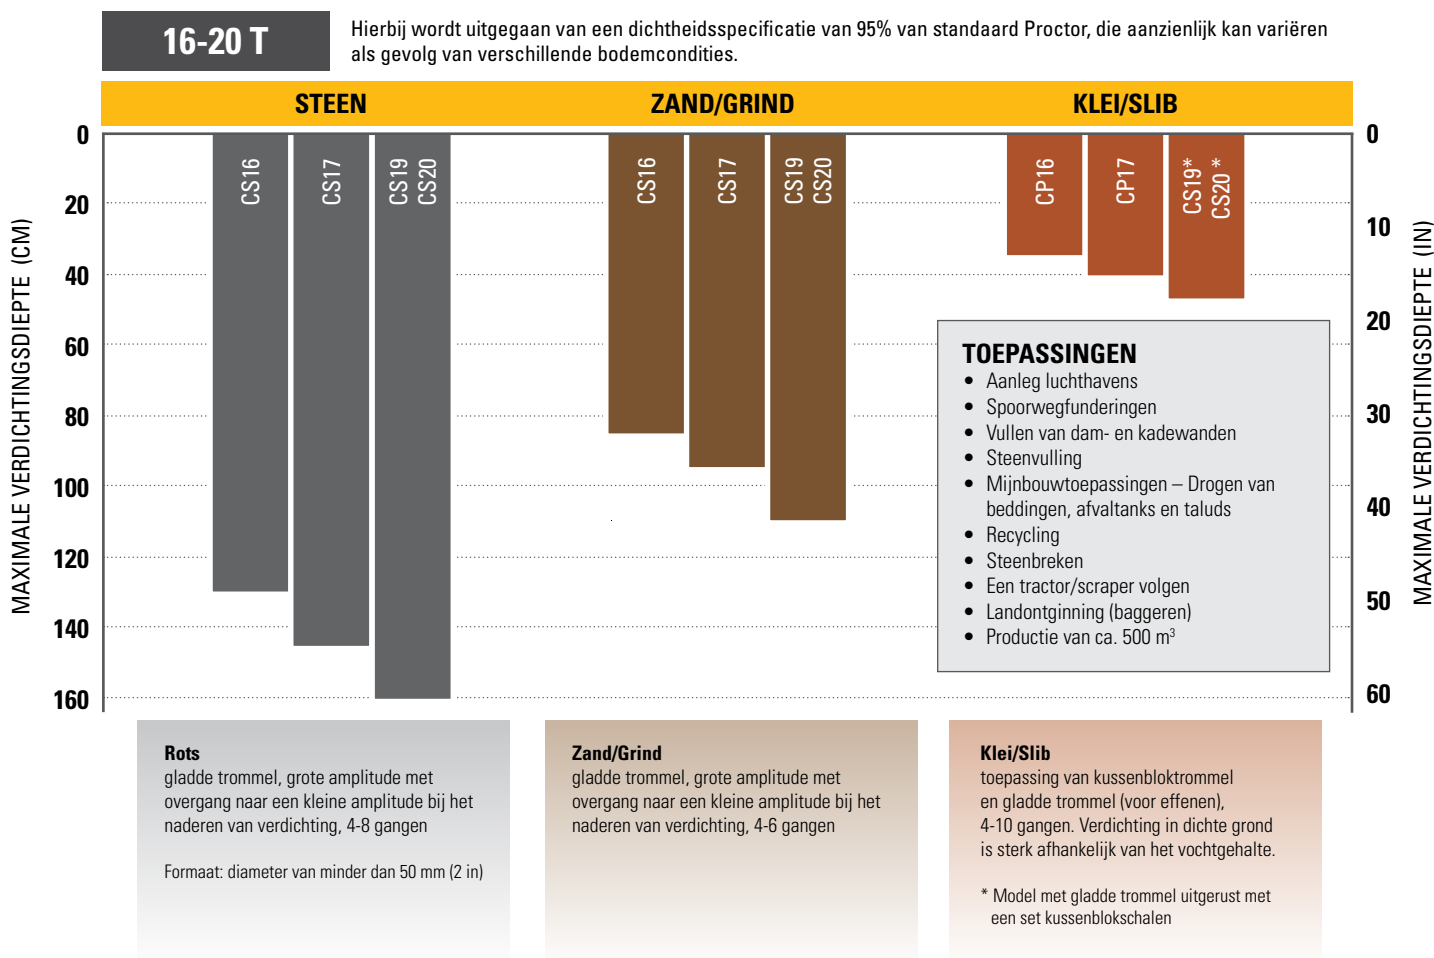 16-20 T
Hierbij wordt uitgegaan van een dichtheidsspecificatie van 95% van standaard Proctor, die aanzienlijk kan variëren
als gevolg van verschillende bodemcondities.
STEEN
ZAND/GRIND
KLEI/SLIB
MAXIMALE VERDICHTINGSDIEPTE (CM)
0
20
40
60
80
100
120
140
160
CS16
CS17
CS19
CS20
CS16
CS17
CS19
CS20
CP16
CP17
CS19*
CS20 *
0
10
20
30
40
50
60
MAXIMALE VERDICHTINGSDIEPTE (IN)
TOEPASSINGEN
• Aanleg luchthavens
• Spoorwegfunderingen
• Vullen van dam- en kadewanden
• Steenvulling
• Mijnbouwtoepassingen – Drogen van
beddingen, afvaltanks en taluds
• Recycling
• Steenbreken
• Een tractor/scraper volgen
• Landontginning (baggeren)
• Productie van ca. 500 m³
Rots
gladde trommel, grote amplitude met
overgang naar een kleine amplitude bij het
naderen van verdichting, 4-8 gangen
Formaat: diameter van minder dan 50 mm (2 in)
Zand/Grind
gladde trommel, grote amplitude met
overgang naar een kleine amplitude bij het
naderen van verdichting, 4-6 gangen
Klei/Slib
toepassing van kussenbloktrommel
en gladde trommel (voor effenen),
4-10 gangen. Verdichting in dichte grond
is sterk afhankelijk van het vochtgehalte.
* Model met gladde trommel uitgerust met
een set kussenblokschalen